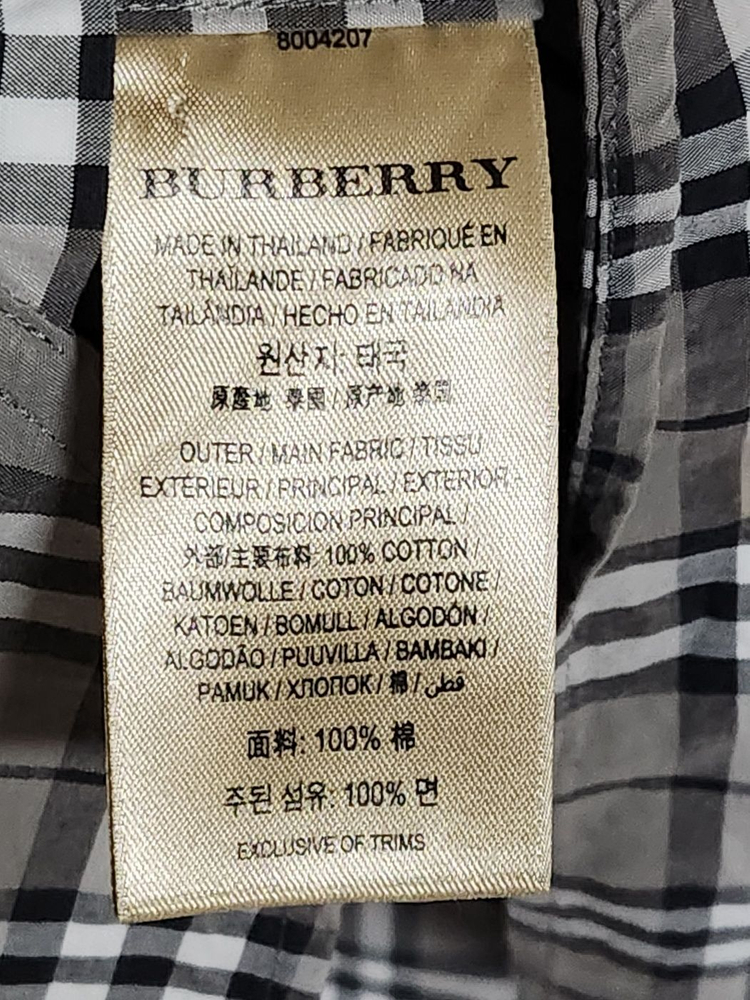 8004207
BURBERRY
MADE IN THAILAND / FABRIQUÉ EN
THAÏLANDE / FABRICADO NA
TAILÂNDIA / HECHO EN TAILANDIA
원산지: 태국
原產地 泰國 / 原产地 泰国
OUTER / MAIN FABRIC / TISSU
EXTÉRIEUR / PRINCIPAL / EXTERIOR -
COMPOSICIÓN PRINCIPAL /
外部/主要布料 100% COTTON /
BAUMWOLLE / COTON / COTONE /
KATOEN / BOMULL / ALGODÓN /
ALGODÃO / PUUVILLA / BAMBAKI /
PAMUK / ХЛОПОК / 棉 / قطن
面料: 100% 棉
주된 섬유: 100% 면
EXCLUSIVE OF TRIMS